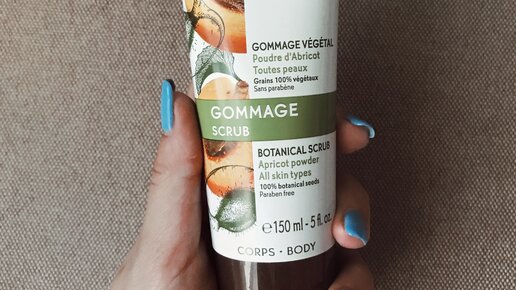 GOMMAGE VÉGÉTAL
Poudre d'Abricot
Toutes peaux
Grains 100% végétaux
Sans parabène
GOMMAGE
SCRUB
BOTANICAL SCRUB
Apricot powder
All skin types
100% botanical seeds
Paraben free
℮150 ml - 5 fl. oz.
CORPS • BODY